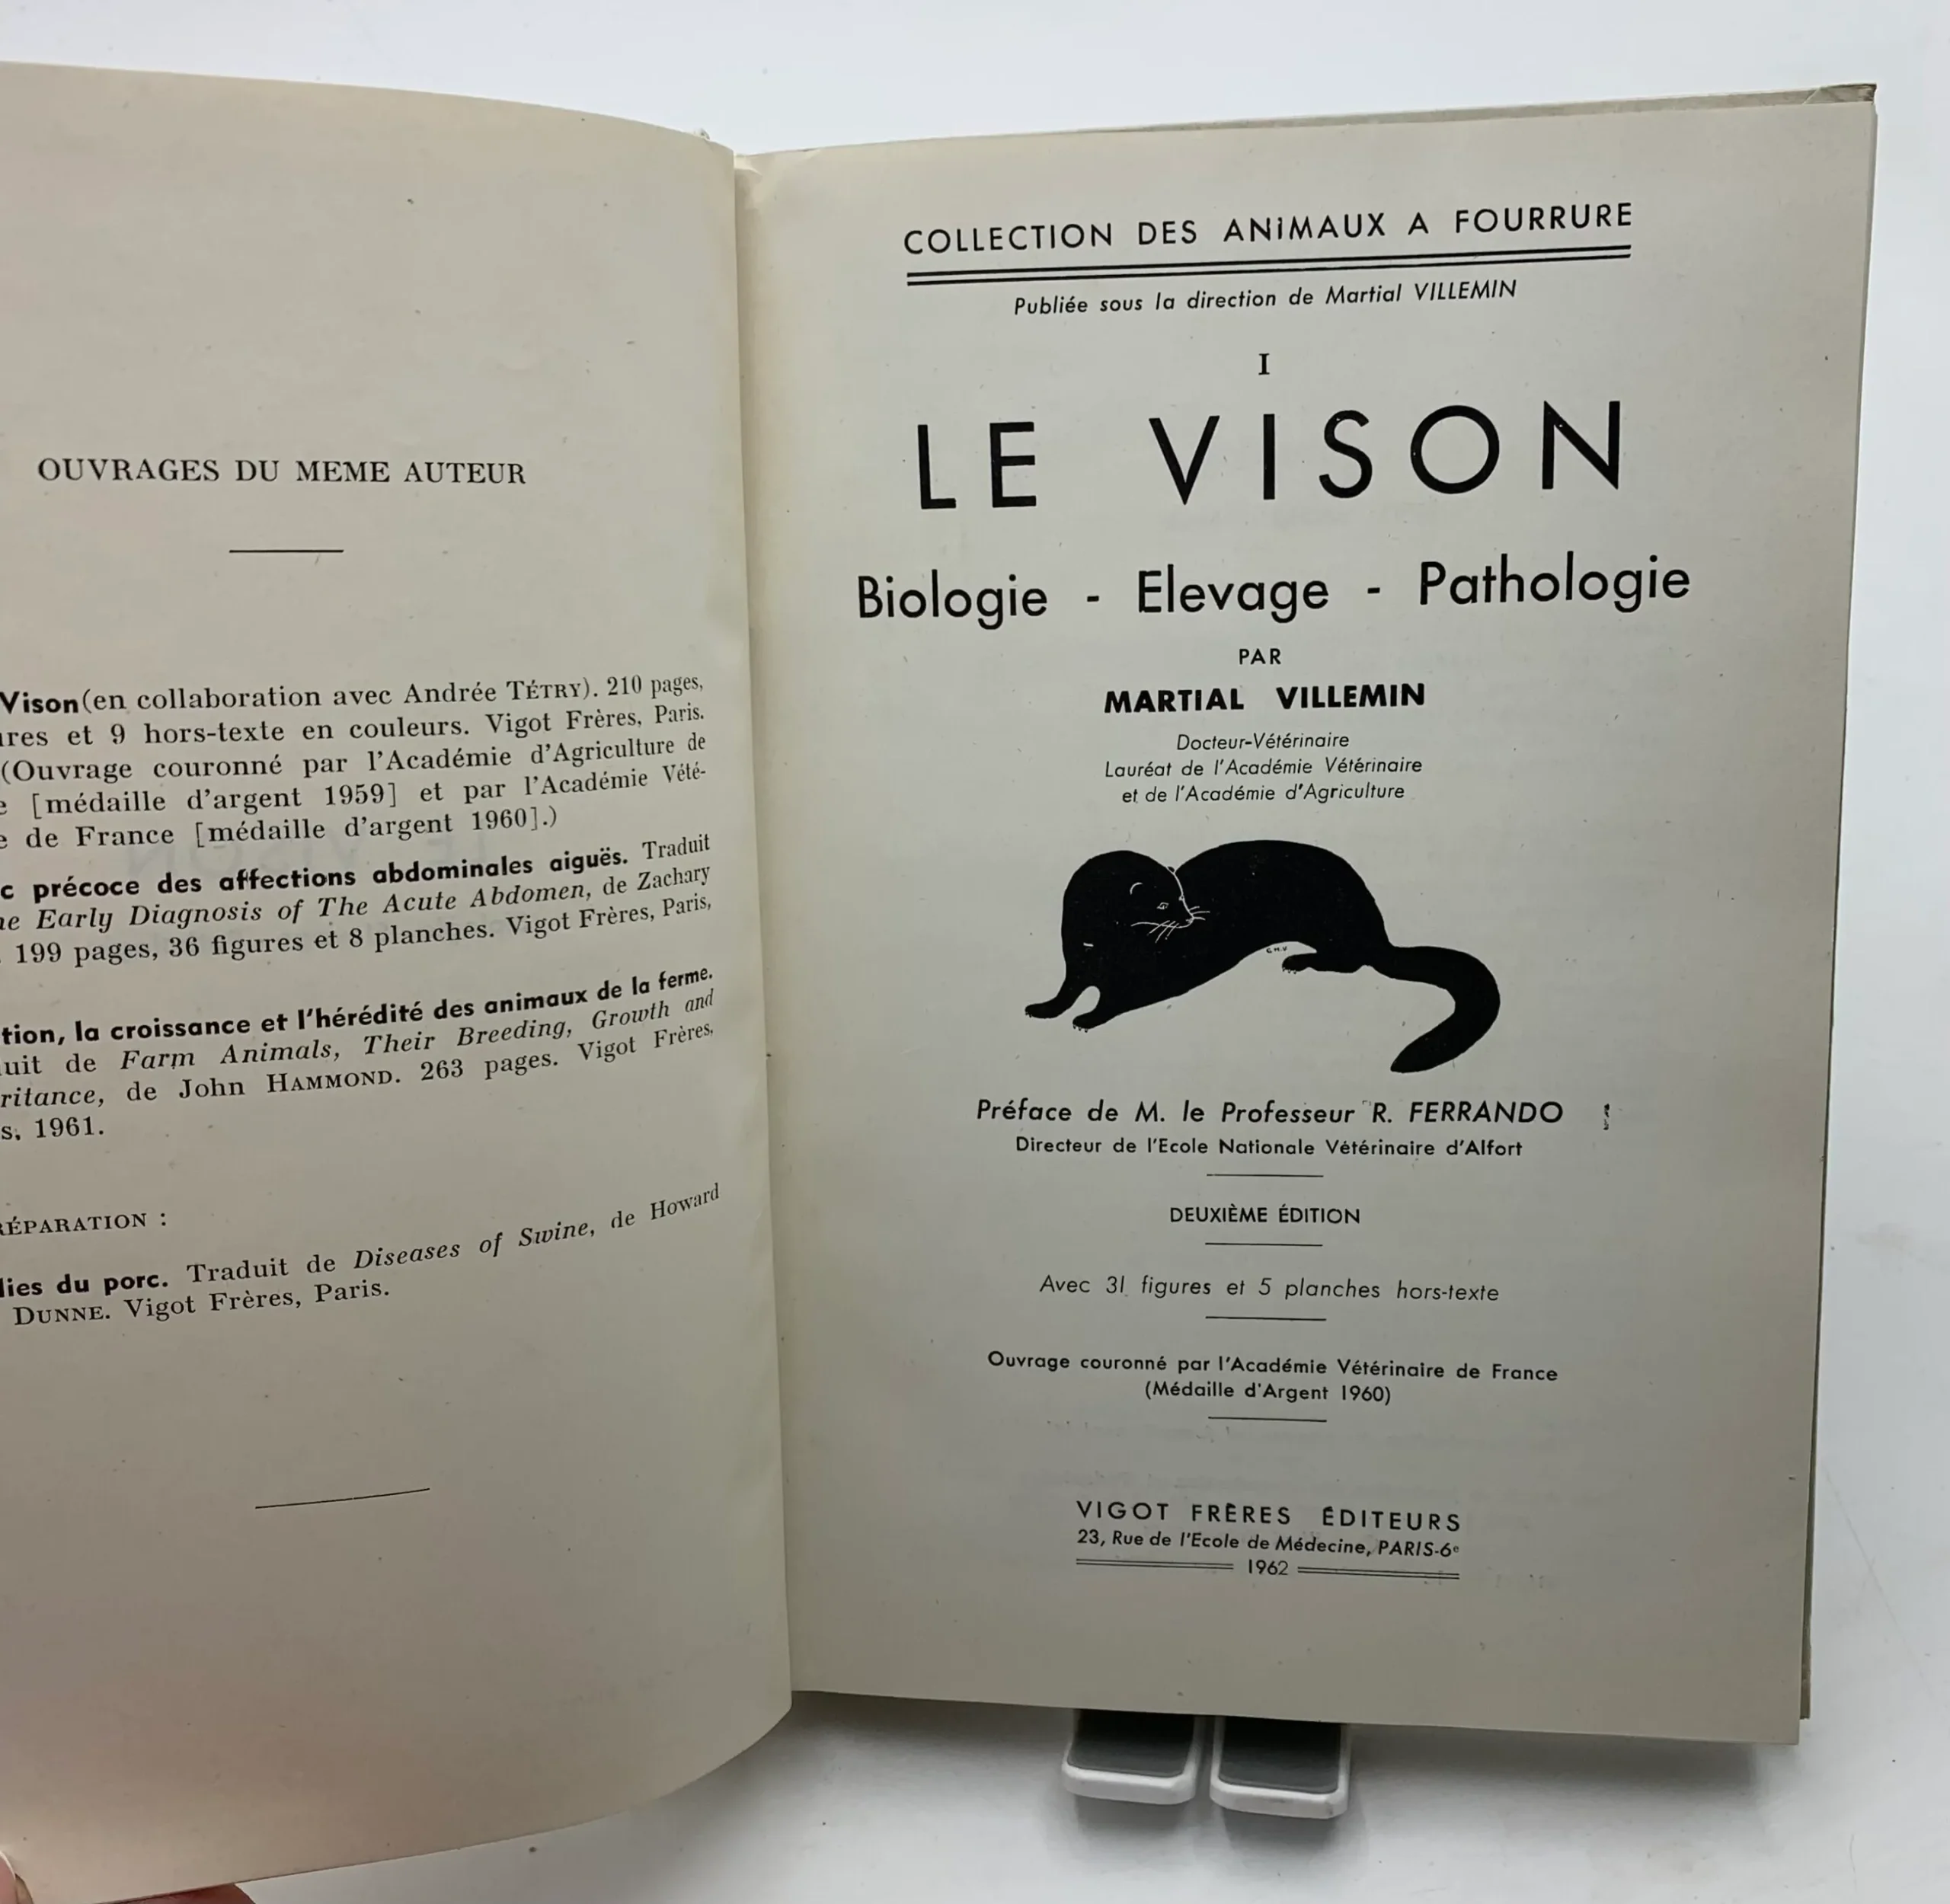 OUVRAGES DU MEME AUTEUR
Vison (en collaboration avec Andrée TÉTRY). 210 pages,
et 9 hors-texte en couleurs. Vigot Frères, Paris.
(Ouvrage couronné par l'Académie d'Agriculture de
[médaille d'argent 1959] et par l'Académie Vété-
de France [médaille d'argent 1960].)
précoce des affections abdominales aiguës. Traduit
Early Diagnosis of The Acute Abdomen, de Zachary
199 pages, 36 figures et 8 planches. Vigot Frères, Paris,
la croissance et l'hérédité des animaux de la ferme.
de Farm Animals, Their Breeding, Growth and
de John HAMMOND. 263 pages. Vigot Frères,
1961.
:
du porc. Traduit de Diseases of Swine, de Howard
DUNNE. Vigot Frères, Paris.
COLLECTION DES ANIMAUX A FOURRURE
Publiée sous la direction de Martial VILLEMIN
I
LE VISON
Biologie - Elevage - Pathologie
PAR
MARTIAL VILLEMIN
Docteur-Vétérinaire
Lauréat de l'Académie Vétérinaire
et de l'Académie d'Agriculture
Préface de M. le Professeur R. FERRANDO
Directeur de l'Ecole Nationale Vétérinaire d'Alfort
DEUXIÈME ÉDITION
Avec 31 figures et 5 planches hors-texte
Ouvrage couronné par l'Académie Vétérinaire de France
(Médaille d'Argent 1960)
VIGOT FRÈRES ÉDITEURS
23, Rue de l'Ecole de Médecine, PARIS-6e
1962